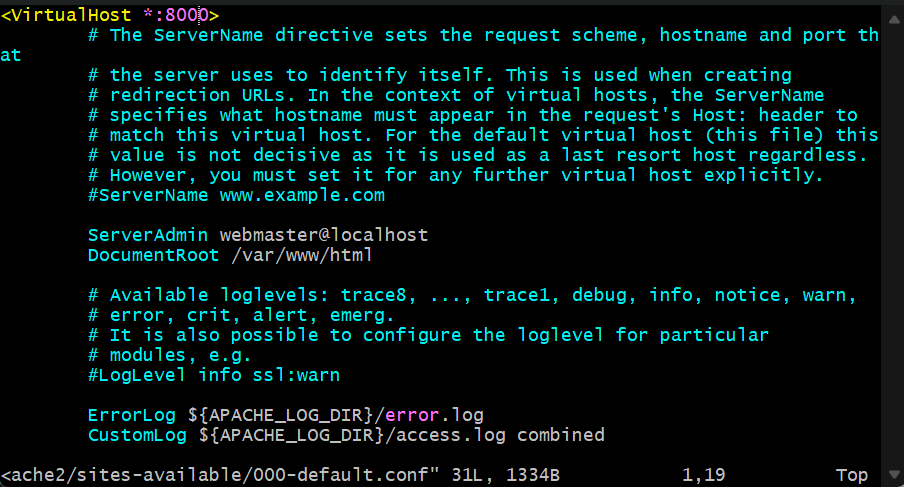 <VirtualHost *:8000>
# The ServerName directive sets the request scheme, hostname and port th
at
# the server uses to identify itself. This is used when creating
# redirection URLs. In the context of virtual hosts, the ServerName
# specifies what hostname must appear in the request's Host: header to
# match this virtual host. For the default virtual host (this file) this
# value is not decisive as it is used as a last resort host regardless.
# However, you must set it for any further virtual host explicitly.
#ServerName www.example.com
ServerAdmin webmaster@localhost
DocumentRoot /var/www/html
# Available loglevels: trace8, ..., trace1, debug, info, notice, warn,
# error, crit, alert, emerg.
# It is also possible to configure the loglevel for particular
# modules, e.g.
#LogLevel info ssl:warn
ErrorLog ${APACHE_LOG_DIR}/error.log
CustomLog ${APACHE_LOG_DIR}/access.log combined
<ache2/sites-available/000-default.conf" 31L, 1334B 1,19 Top